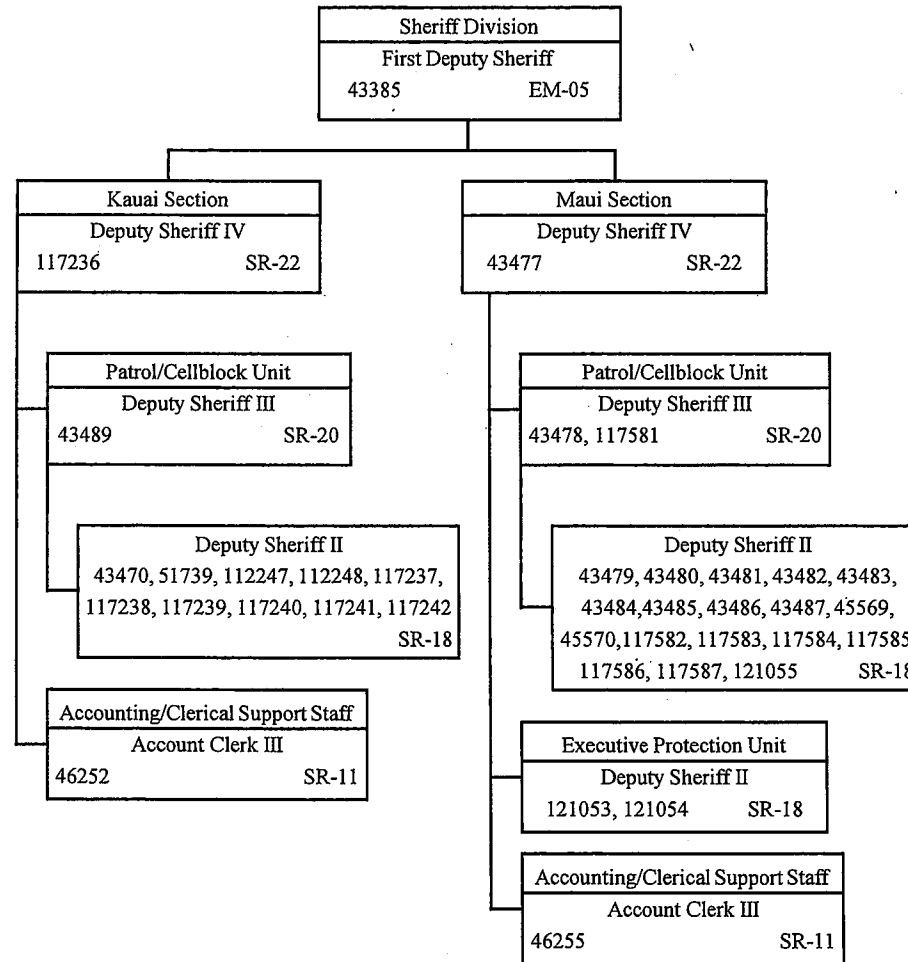 Sheriff Division
First Deputy Sheriff
43385 EM-05
Kauai Section
Deputy Sheriff IV
117236 SR-22
Patrol/Cellblock Unit
Deputy Sheriff III
43489 SR-20
Deputy Sheriff II
43470, 51739, 112247, 112248, 117237,
117238, 117239, 117240, 117241, 117242
SR-18
Accounting/Clerical Support Staff
Account Clerk III
46252 SR-11
Maui Section
Deputy Sheriff IV
43477 SR-22
Patrol/Cellblock Unit
Deputy Sheriff III
43478, 117581 SR-20
Deputy Sheriff II
43479, 43480, 43481, 43482, 43483,
43484,43485, 43486, 43487, 45569,
45570,117582, 117583, 117584, 117585
117586, 117587, 121055 SR-18
Executive Protection Unit
Deputy Sheriff II
121053, 121054 SR-18
Accounting/Clerical Support Staff
Account Clerk III
46255 SR-11